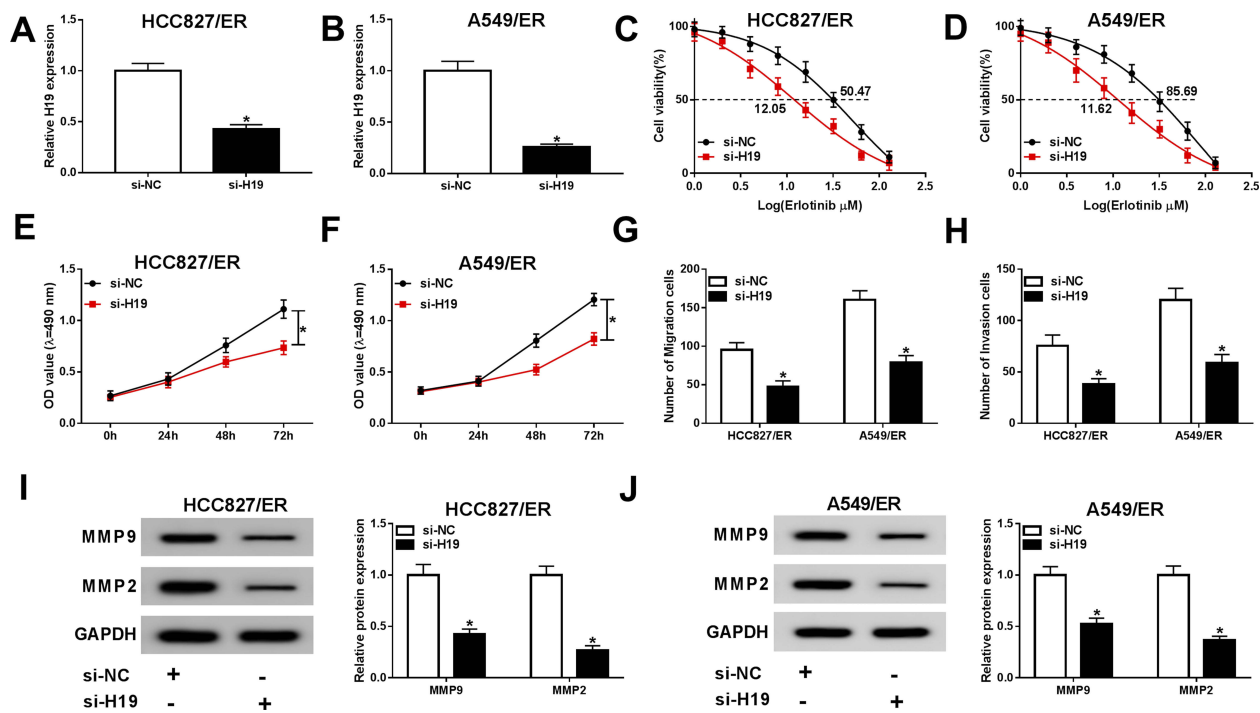 A
HCC827/ER
Relative H19 expression
1.5
1.0
0.5
0.0
*
si-NC
si-H19
B
A549/ER
Relative H19 expression
1.5
1.0
0.5
0.0
*
si-NC
si-H19
C
HCC827/ER
Cell viability(%)
100
50
0
50.47
12.05
si-NC
si-H19
0.0
0.5
1.0
1.5
2.0
2.5
Log(Erlotinib μM)
D
A549/ER
Cell viability(%)
100
50
0
85.69
11.62
si-NC
si-H19
0.0
0.5
1.0
1.5
2.0
2.5
Log(Erlotinib μM)
E
HCC827/ER
OD value (λ=490 nm)
1.5
1.0
0.5
0.0
si-NC
si-H19
*
0h
24h
48h
72h
F
A549/ER
OD value (λ=490 nm)
1.5
1.0
0.5
0.0
si-NC
si-H19
*
0h
24h
48h
72h
G
Number of Migration cells
200
150
100
50
0
si-NC
si-H19
*
*
HCC827/ER
A549/ER
H
Number of Invasion cells
150
100
50
0
si-NC
si-H19
*
*
HCC827/ER
A549/ER
I
HCC827/ER
MMP9
MMP2
GAPDH
si-NC + -
si-H19 - +
HCC827/ER
Relative protein expression
1.5
1.0
0.5
0.0
si-NC
si-H19
*
*
MMP9
MMP2
J
A549/ER
MMP9
MMP2
GAPDH
si-NC + -
si-H19 - +
A549/ER
Relative protein expression
1.5
1.0
0.5
0.0
si-NC
si-H19
*
*
MMP9
MMP2